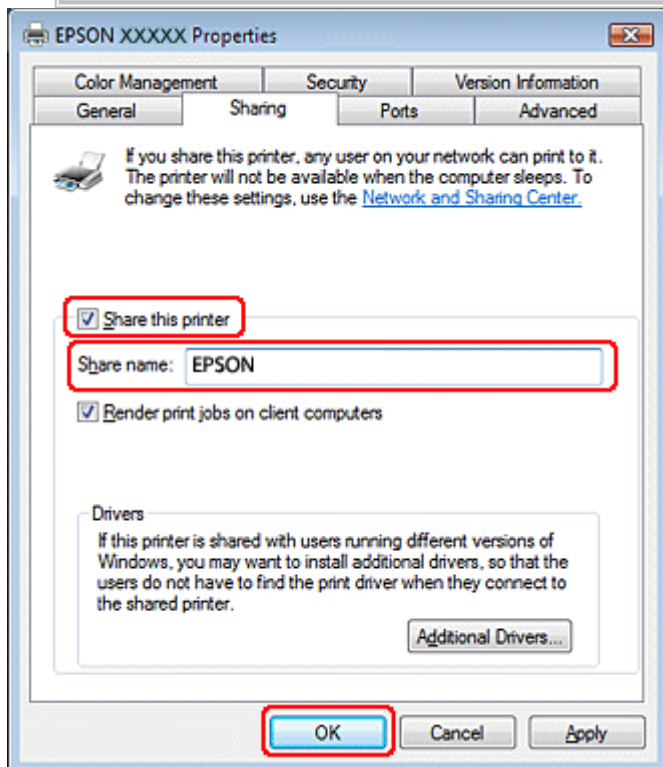 EPSON XXXXX Properties
Color Management Security Version Information
General Sharing Ports Advanced
If you share this printer, any user on your network can print to it.
The printer will not be available when the computer sleeps. To
change these settings, use the Network and Sharing Center.
Share this printer
Share name: EPSON
Render print jobs on client computers
Drivers
If this printer is shared with users running different versions of
Windows, you may want to install additional drivers, so that the
users do not have to find the print driver when they connect to
the shared printer.
Additional Drivers...
OK Cancel Apply